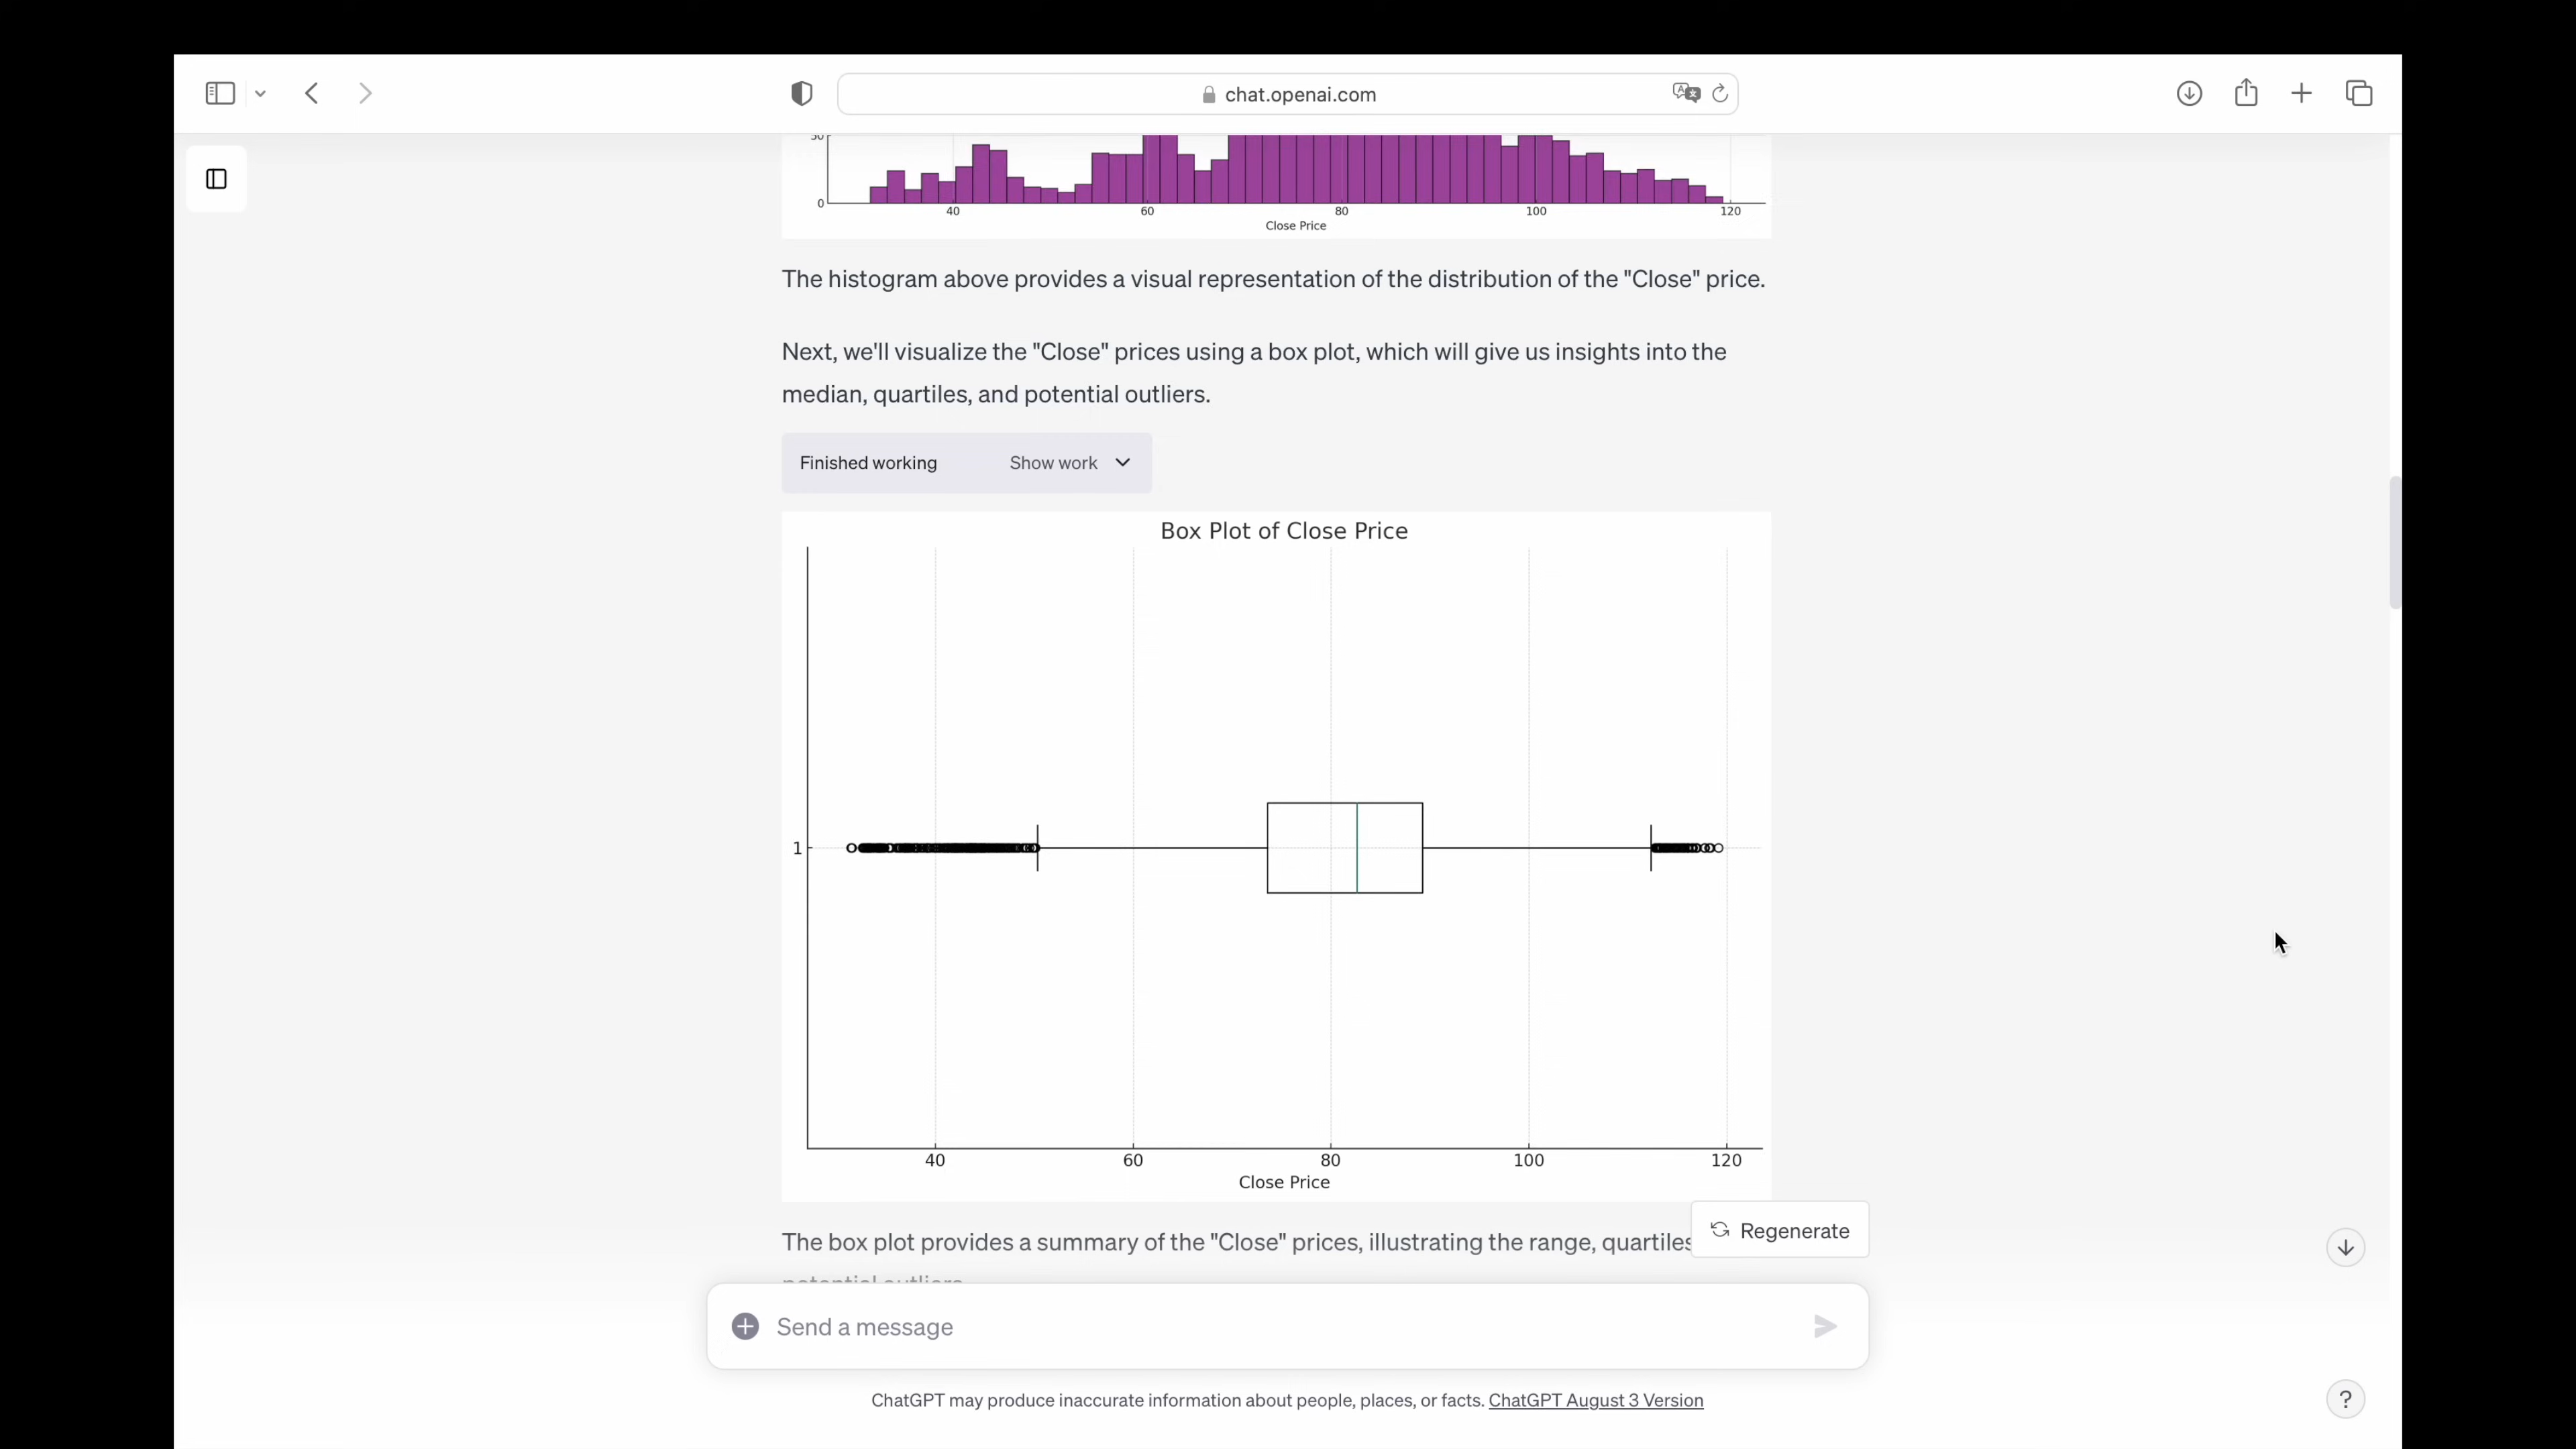 chat.openai.com
50
0
40 60 80 100 120
Close Price
The histogram above provides a visual representation of the distribution of the "Close" price.
Next, we'll visualize the "Close" prices using a box plot, which will give us insights into the
median, quartiles, and potential outliers.
Finished working Show work
Box Plot of Close Price
1
40 60 80 100 120
Close Price
The box plot provides a summary of the "Close" prices, illustrating the range, quartiles
Regenerate
potential outliers
Send a message
ChatGPT may produce inaccurate information about people, places, or facts. ChatGPT August 3 Version
?